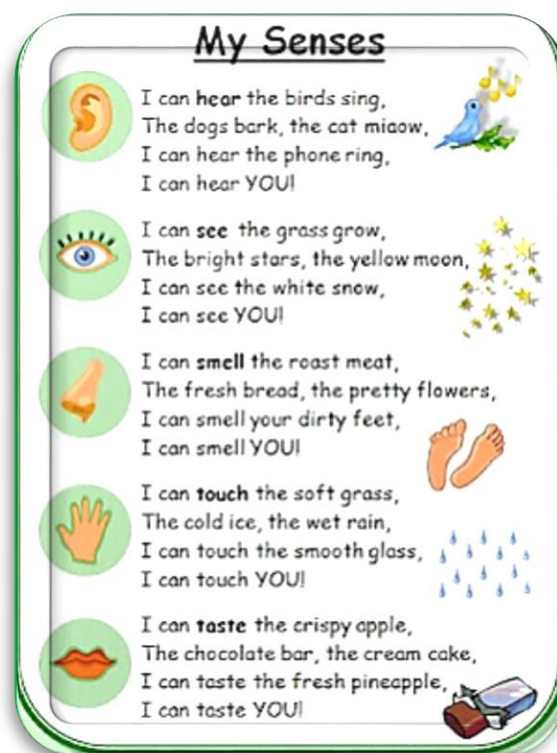 My Senses
I can hear the birds sing,
The dogs bark, the cat miaow,
I can hear the phone ring,
I can hear YOU!
I can see the grass grow,
The bright stars, the yellow moon,
I can see the white snow,
I can see YOU!
I can smell the roast meat,
The fresh bread, the pretty flowers,
I can smell your dirty feet,
I can smell YOU!
I can touch the soft grass,
The cold ice, the wet rain,
I can touch the smooth glass,
I can touch YOU!
I can taste the crispy apple,
The chocolate bar, the cream cake,
I can taste the fresh pineapple,
I can taste YOU!